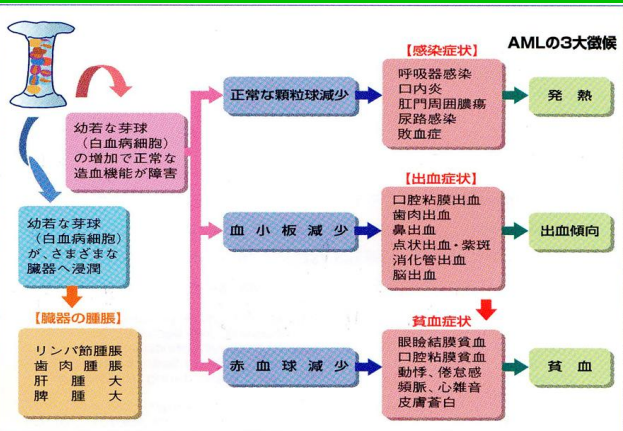 AMLの3大徴候
幼若な芽球
（白血病細胞）
の増加で正常な
造血機能が障害
幼若な芽球
（白血病細胞）
が、さまざまな
臓器へ浸潤
【臓器の腫脹】
リンパ節腫脹
歯肉腫脹
肝腫大
脾腫大
正常な顆粒球減少
【感染症状】
呼吸器感染
口内炎
肛門周囲膿瘍
尿路感染
敗血症
発熱
血小板減少
【出血症状】
口腔粘膜出血
歯肉出血
鼻出血
点状出血・紫斑
消化管出血
脳出血
出血傾向
赤血球減少
貧血症状
眼瞼結膜貧血
口腔粘膜貧血
動悸、倦怠感
頻脈、心雑音
皮膚蒼白
貧血